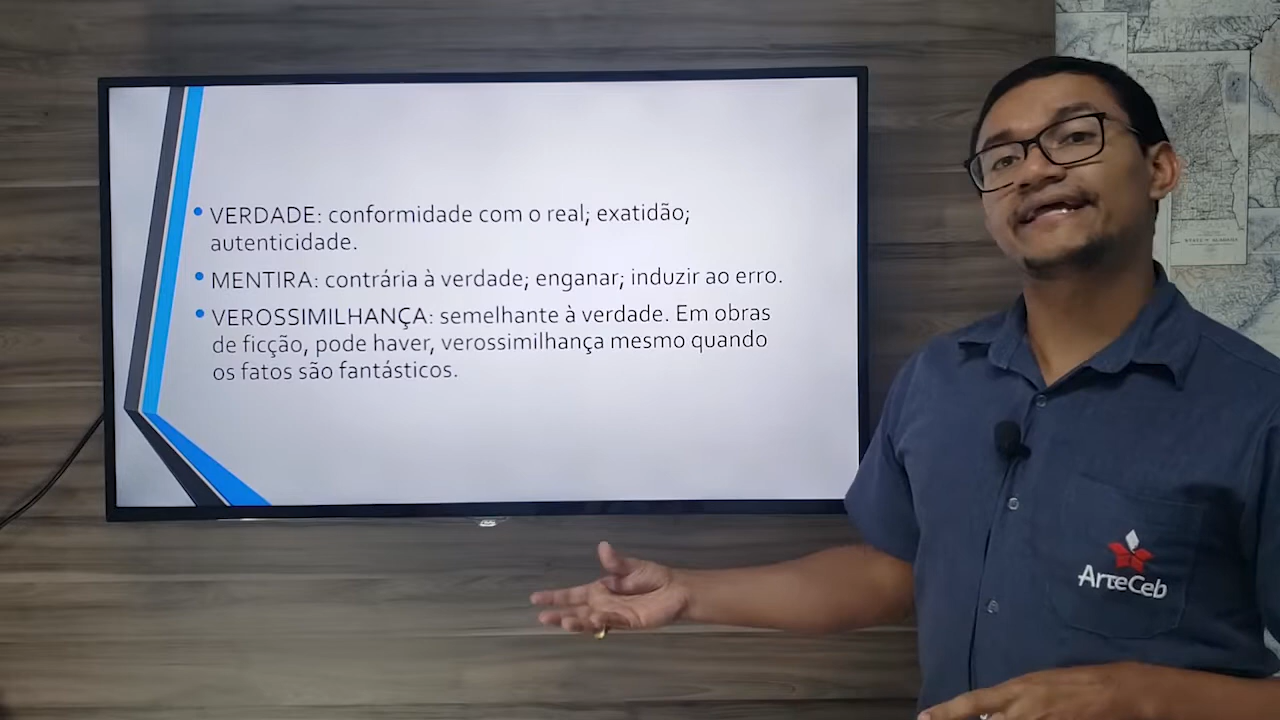 • VERDADE: conformidade com o real; exatidão;
autenticidade.
• MENTIRA: contrária à verdade; enganar; induzir ao erro.
• VEROSSIMILHANÇA: semelhante à verdade. Em obras
de ficção, pode haver, verossimilhança mesmo quando
os fatos são fantásticos.
ArteCeb